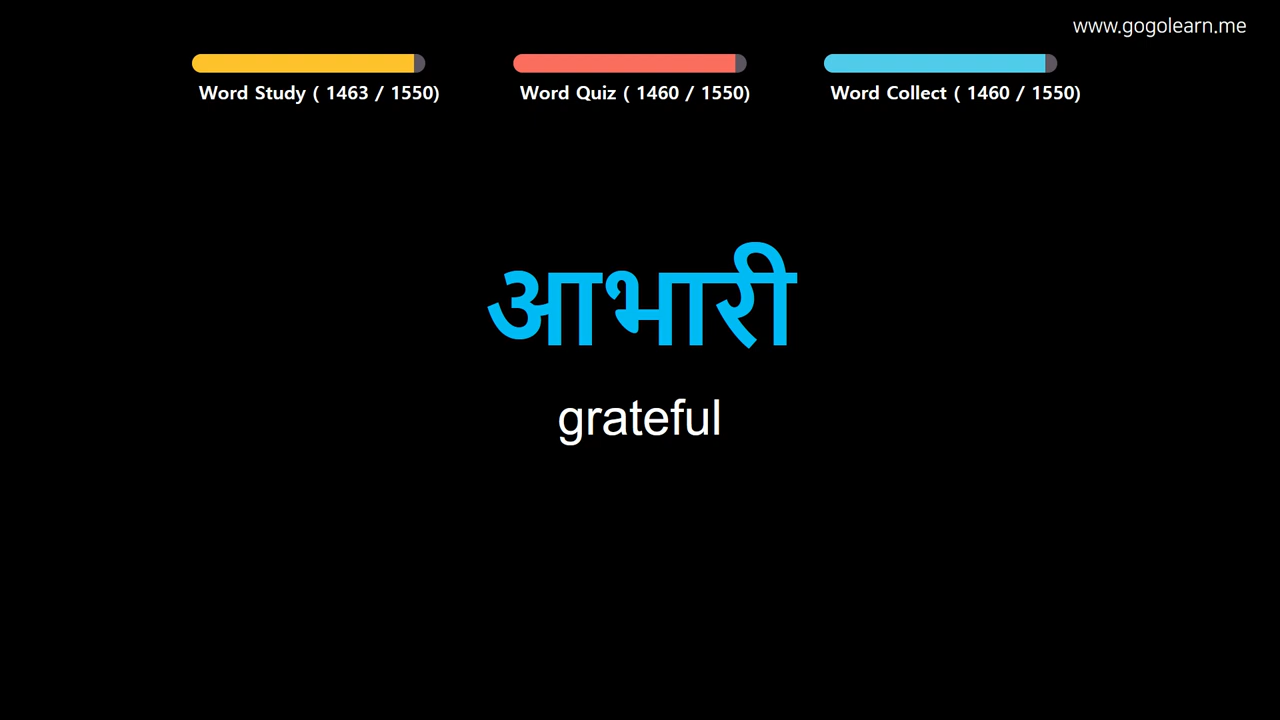 www.gogolearn.me
Word Study ( 1463 / 1550)
Word Quiz ( 1460 / 1550)
Word Collect ( 1460 / 1550)
आभारी
grateful